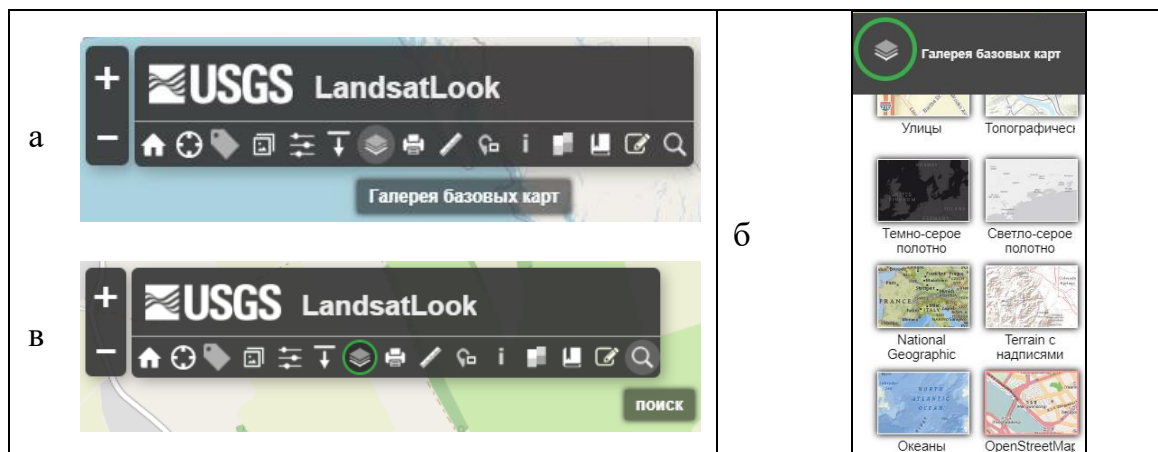 а
+
USGS LandsatLook
−
i
Галерея базовых карт
в
+
USGS LandsatLook
−
i
поиск
б
Галерея базовых карт
Улицы
Топографическ
Темно-серое
полотно
Светло-серое
полотно
National
Geographic
Terrain с
надписями
Океаны
OpenStreetMap